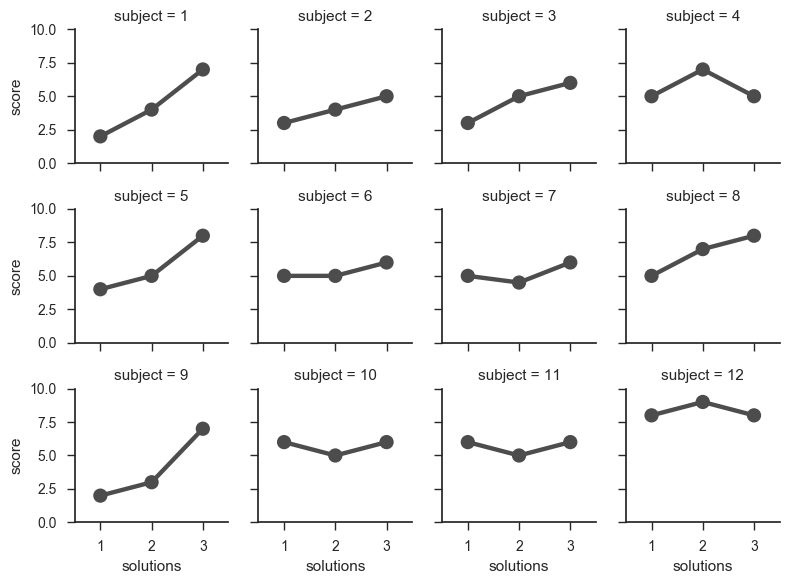 subject = 1
subject = 2
subject = 3
subject = 4
10.0
7.5
5.0
2.5
0.0
score
subject = 5
subject = 6
subject = 7
subject = 8
10.0
7.5
5.0
2.5
0.0
score
subject = 9
subject = 10
subject = 11
subject = 12
10.0
7.5
5.0
2.5
0.0
score
1 2 3
1 2 3
1 2 3
1 2 3
solutions
solutions
solutions
solutions